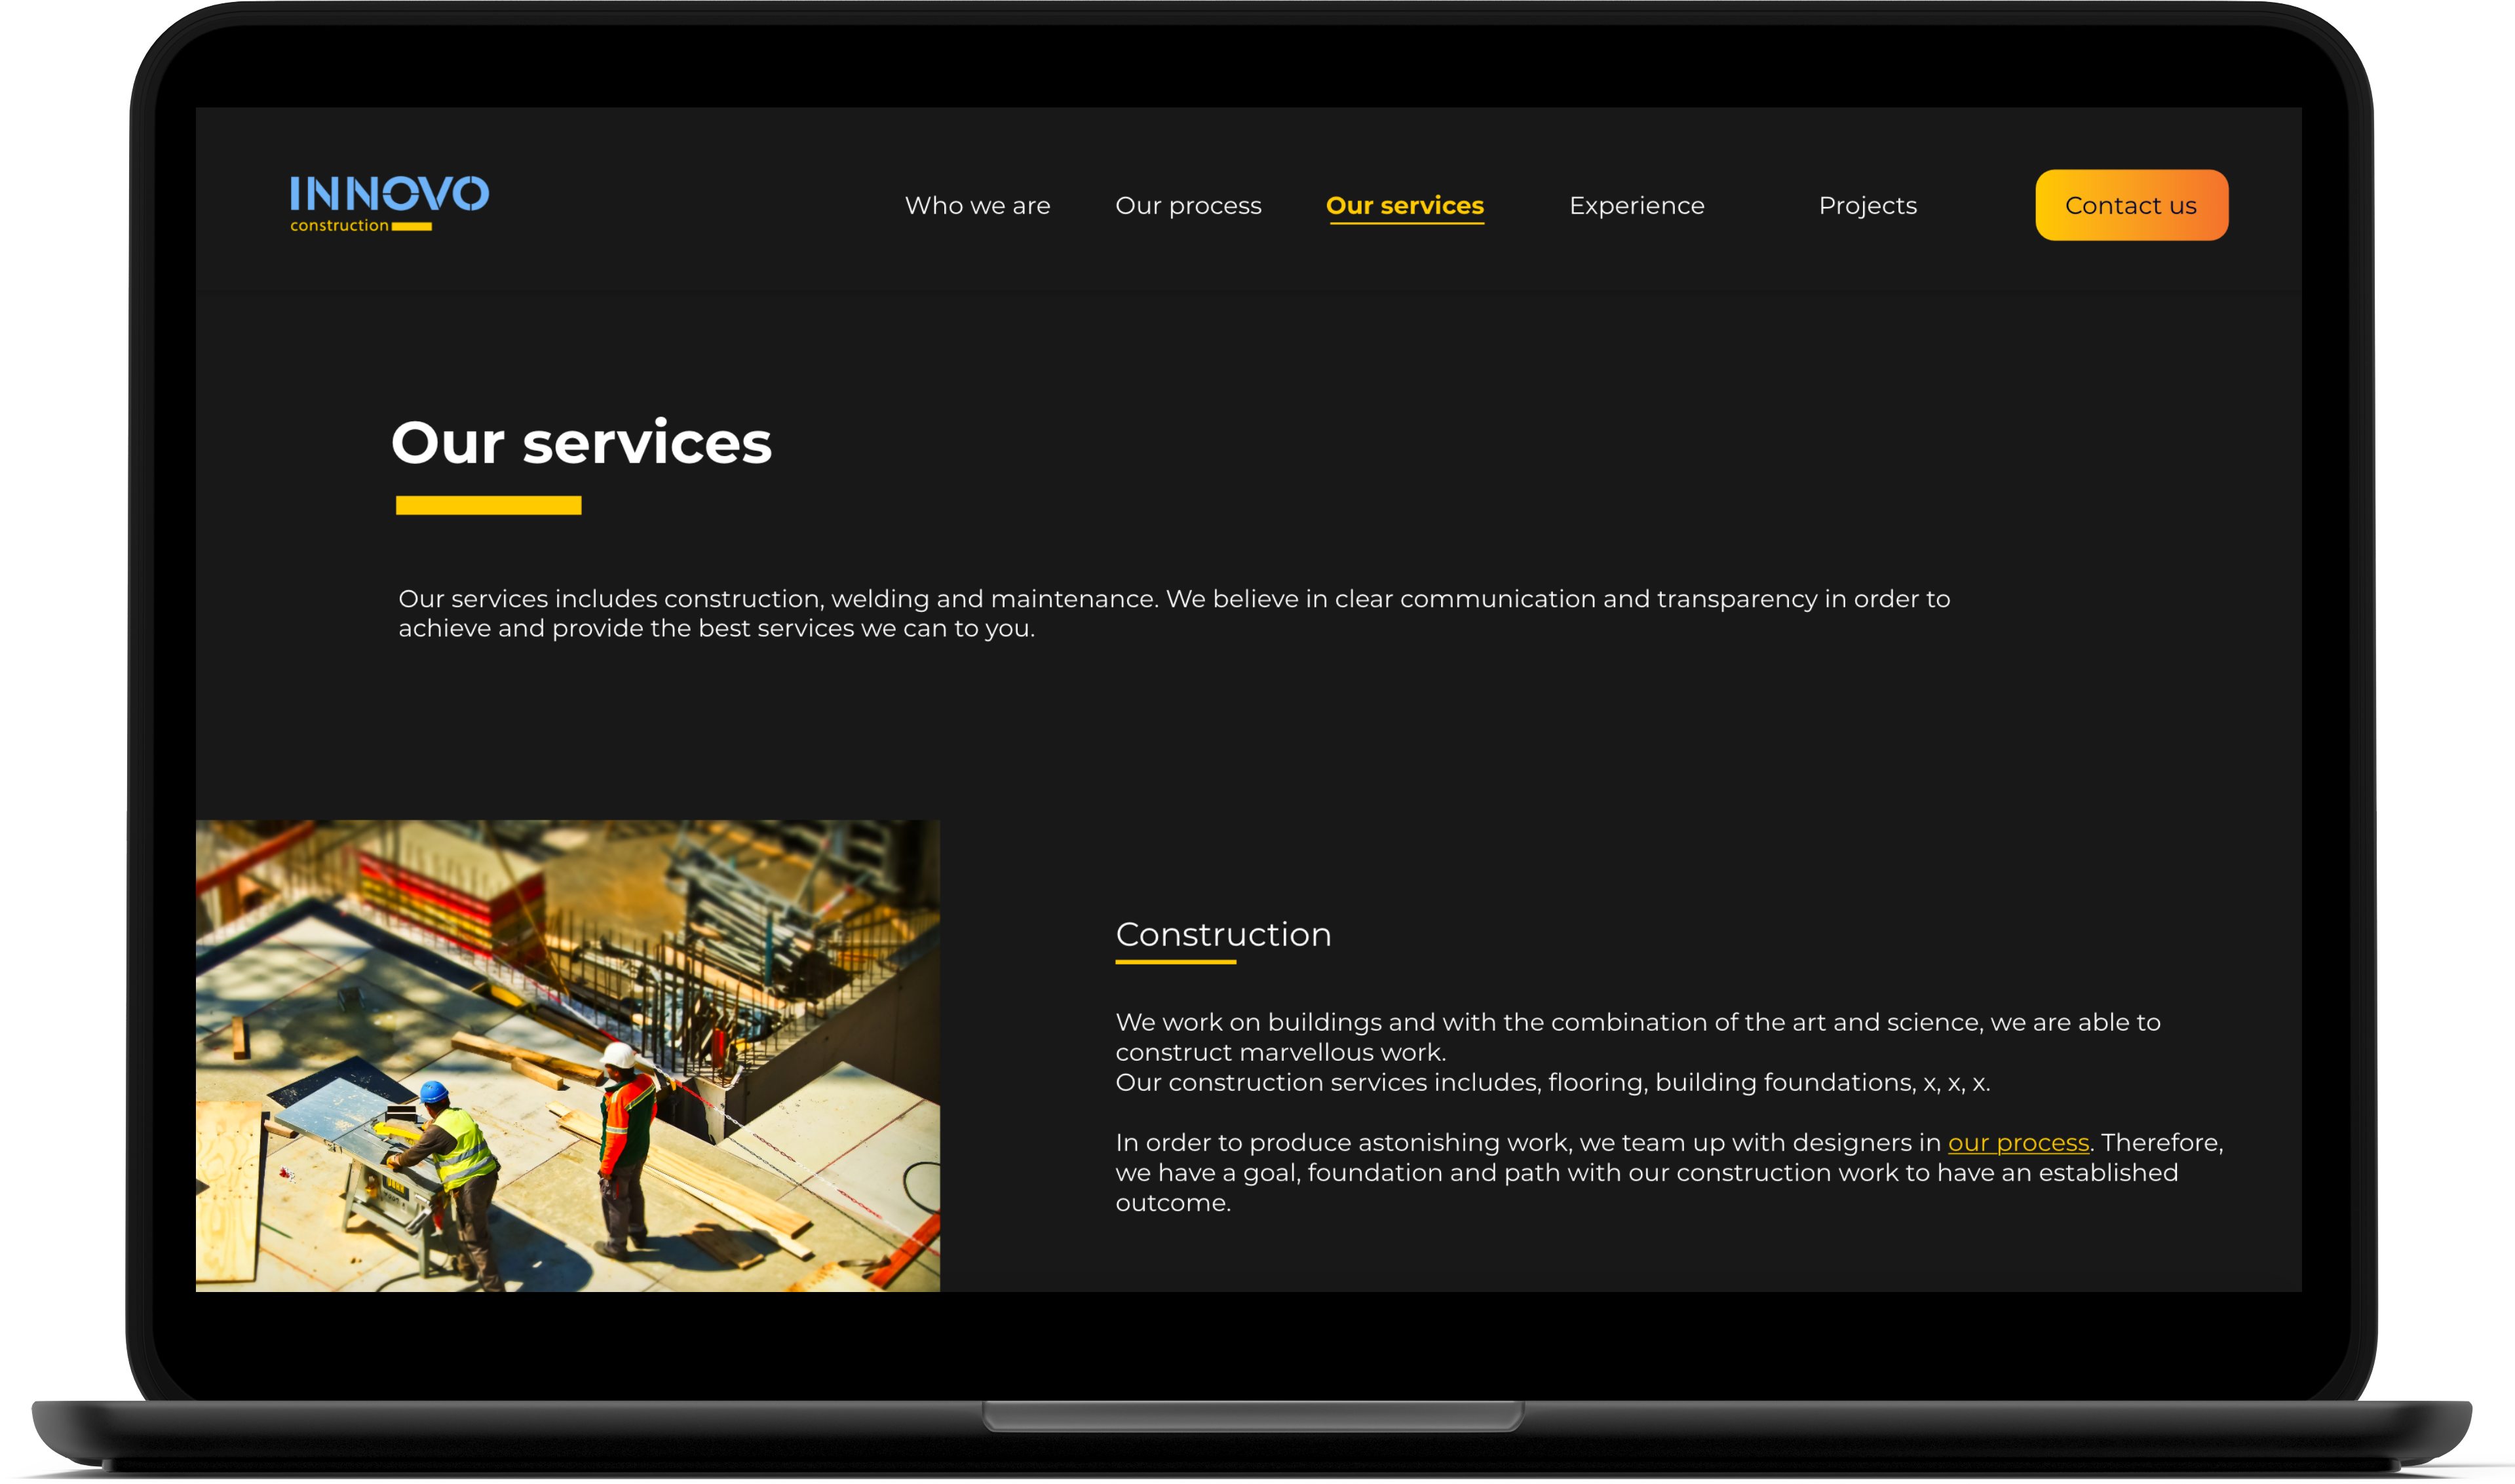 INNOVO
construction
Who we are
Our process
Our services
Experience
Projects
Contact us
Our services
Our services includes construction, welding and maintenance. We believe in clear communication and transparency in order to
achieve and provide the best services we can to you.
Construction
We work on buildings and with the combination of the art and science, we are able to
construct marvellous work.
Our construction services includes, flooring, building foundations, x, x, x.
In order to produce astonishing work, we team up with designers in our process. Therefore,
we have a goal, foundation and path with our construction work to have an established
outcome.